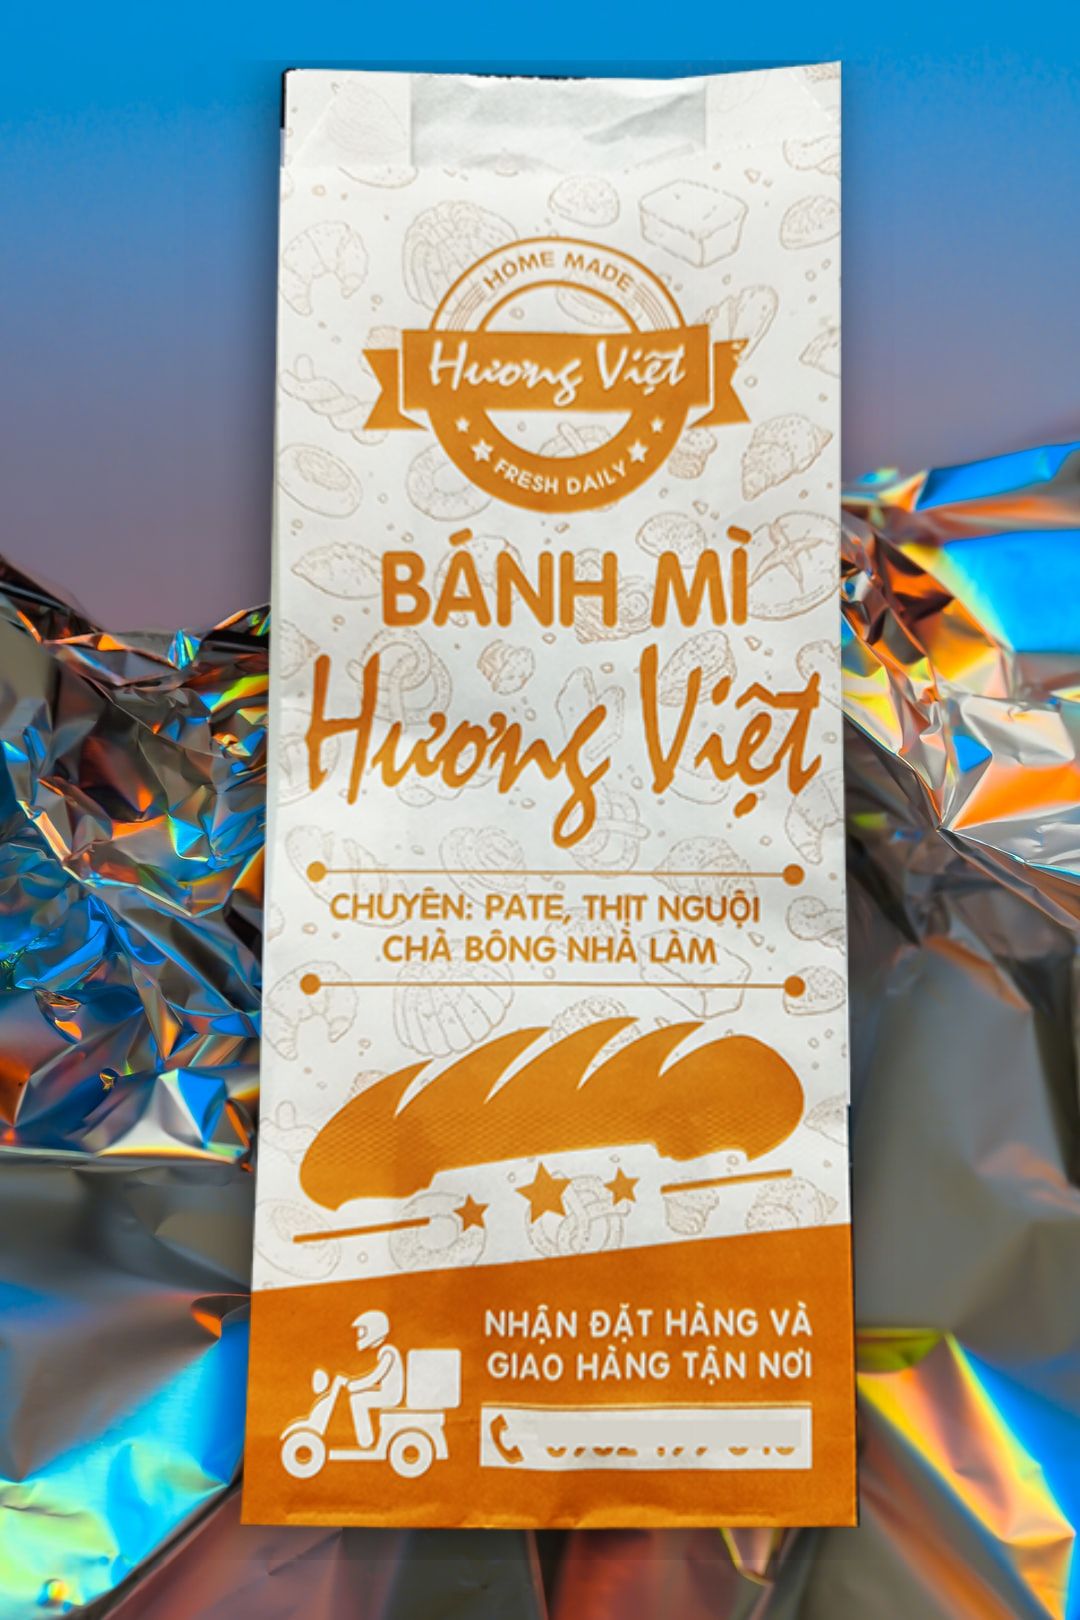 HOME MADE
Hương Việt
FRESH DAILY
BÁNH MÌ
Hương Việt
CHUYÊN: PATE, THỊT NGUỘI
CHÀ BÔNG NHÀ LÀM
NHẬN ĐẶT HÀNG VÀ
GIAO HÀNG TẬN NƠI